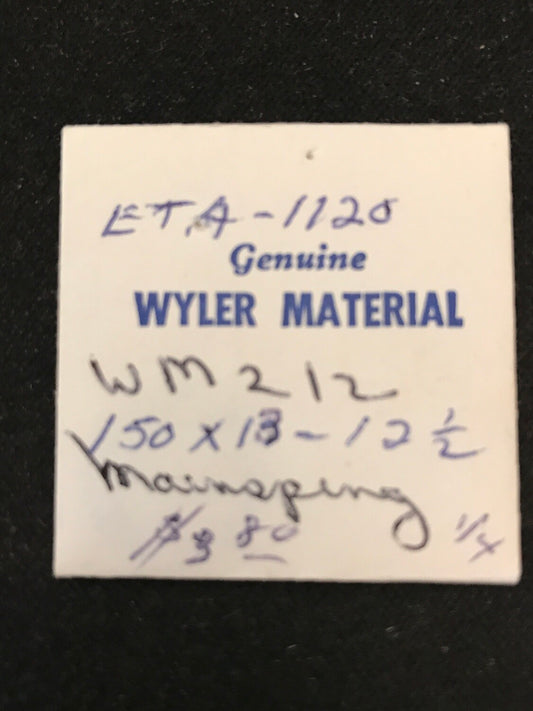 ETA-1120
Genuine
WYLER MATERIAL
WM212
150 x 13 - 12 1/2
Mainspring
$3 80
1/4